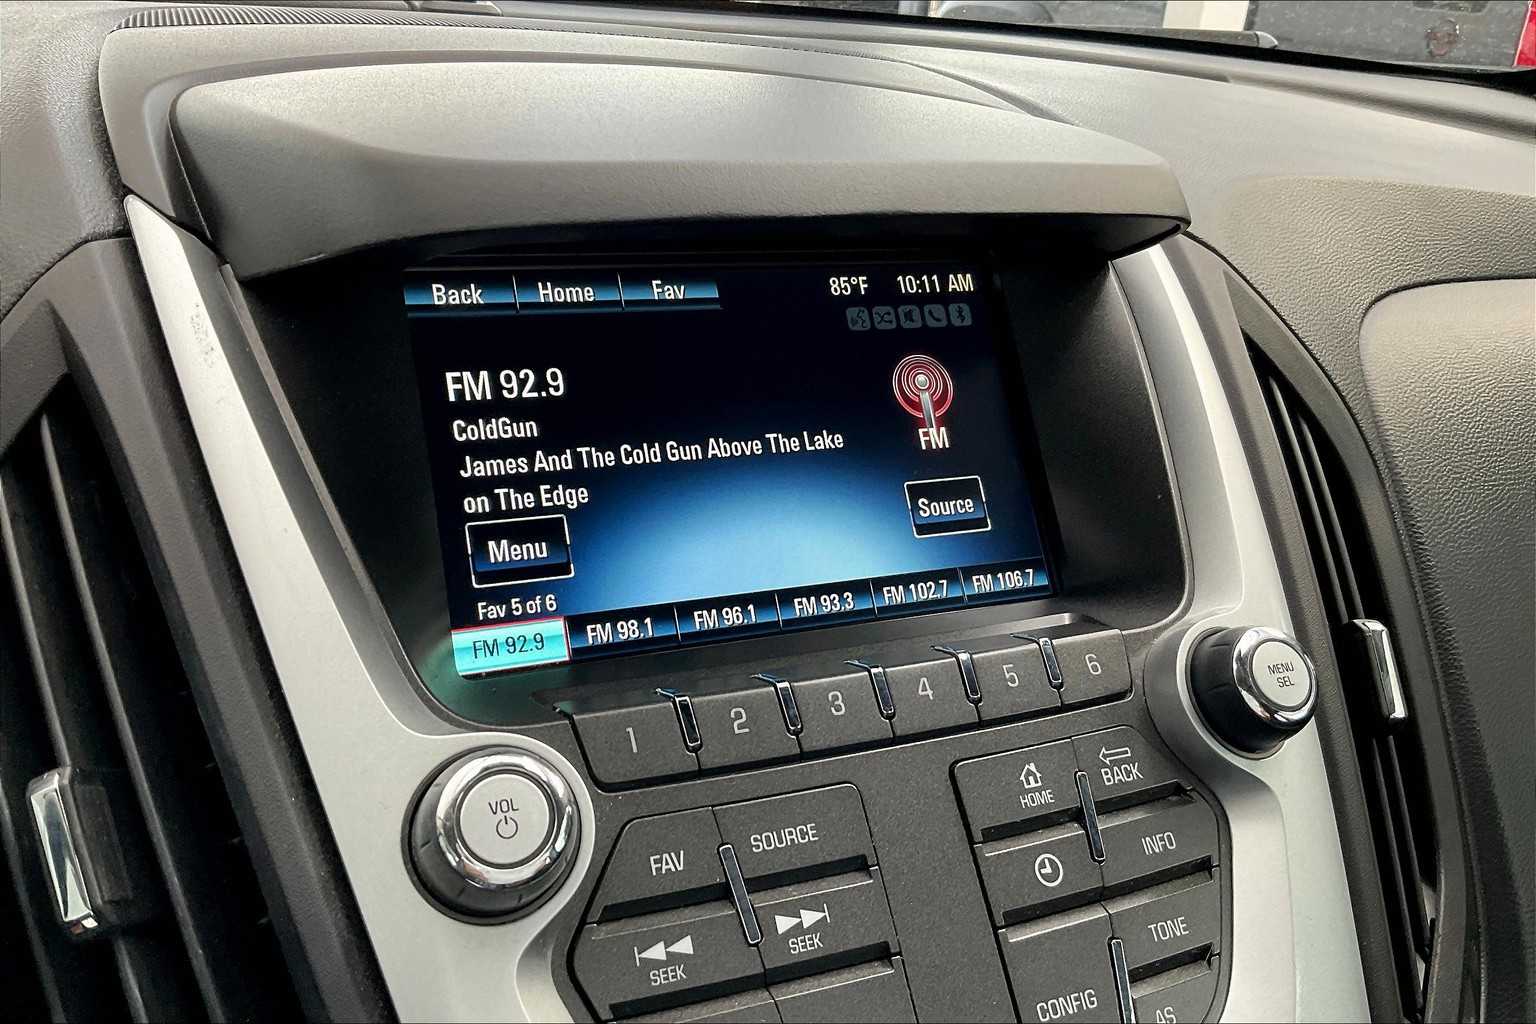 Back Home Fav 85°F 10:11 AM
FM 92.9
ColdGun
James And The Cold Gun Above The Lake
on The Edge
FM
Menu
Source
Fav 5 of 6
FM 92.9 FM 98.1 FM 96.1 FM 93.3 FM 102.7 FM 106.7
1 2 3 4 5 6
VOL
MENU
SEL
FAV SOURCE
SEEK SEEK
HOME BACK
INFO
TONE
CONFIG AS